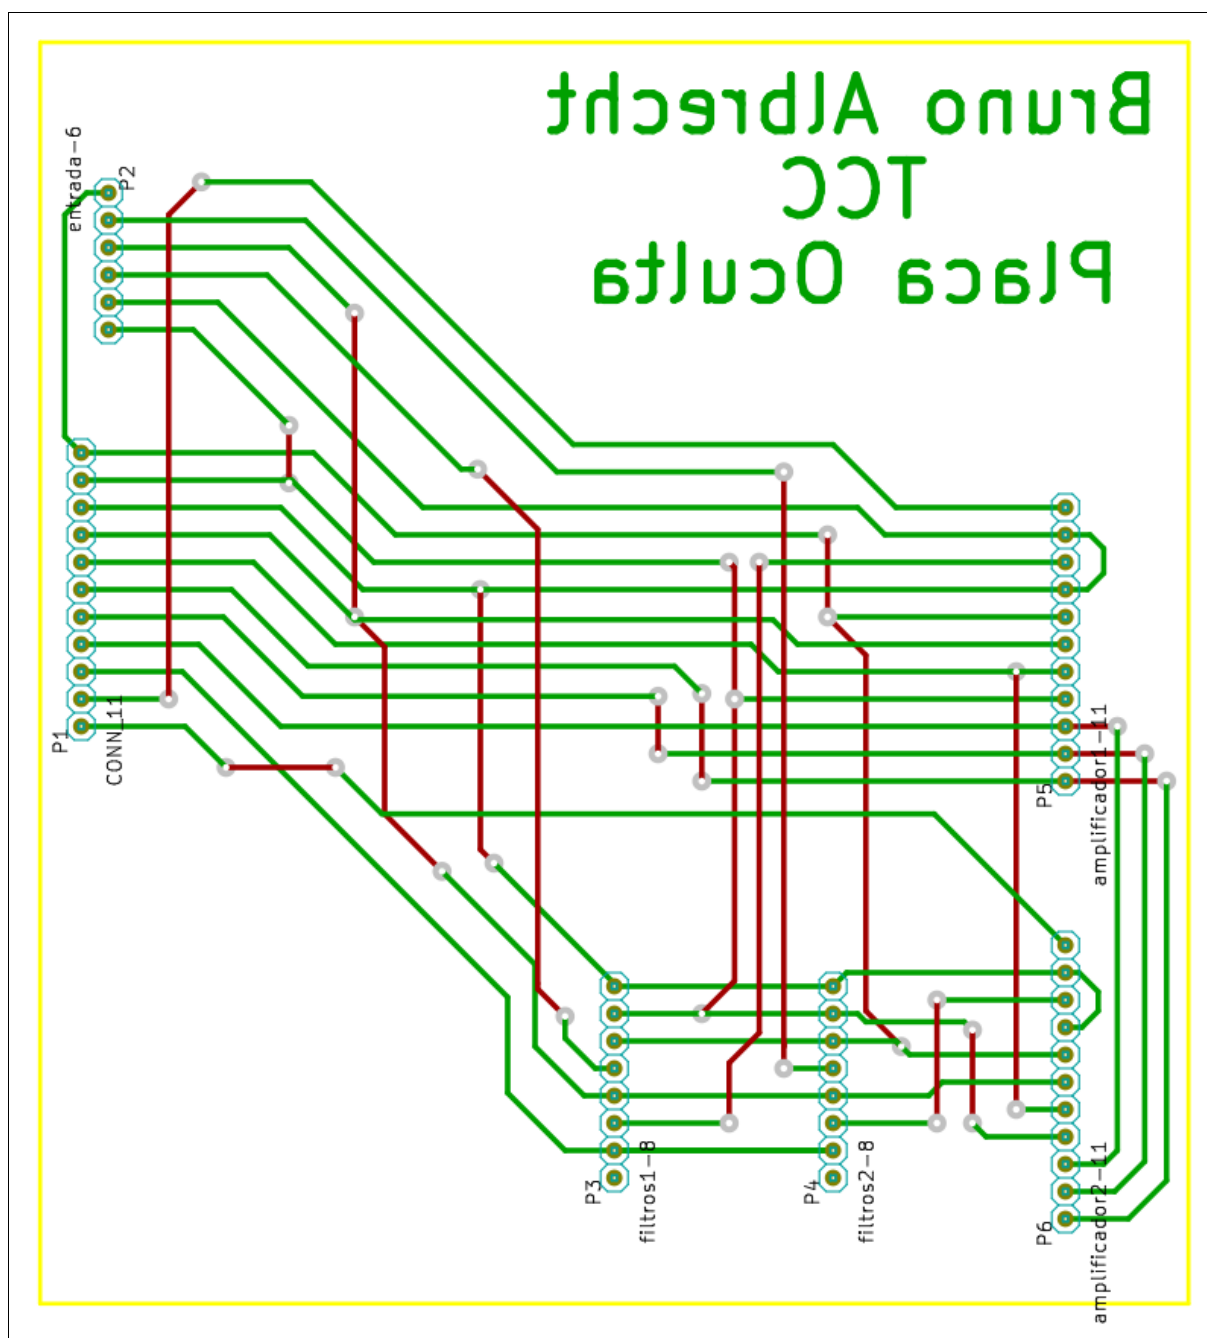 Bruno Albrecht
TCC
Placa Oculta
entrada-6
P2
P1
CONN_11
P5
amplificador1-11
P3
filtros1-8
P4
filtros2-8
P6
amplificador2-11